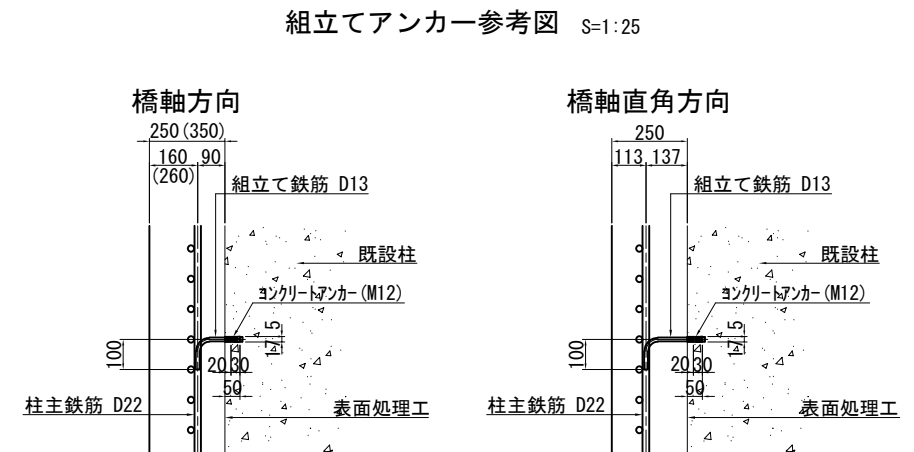 組立てアンカー参考図 S=1:25
橋軸方向
250(350)
160 90
(260)
組立て鉄筋 D13
既設柱
コンクリートアンカー(M12)
5
17
100
20 30
50
柱主鉄筋 D22
表面処理工
橋軸直角方向
250
113 137
組立て鉄筋 D13
既設柱
コンクリートアンカー(M12)
5
17
100
20 30
50
柱主鉄筋 D22
表面処理工